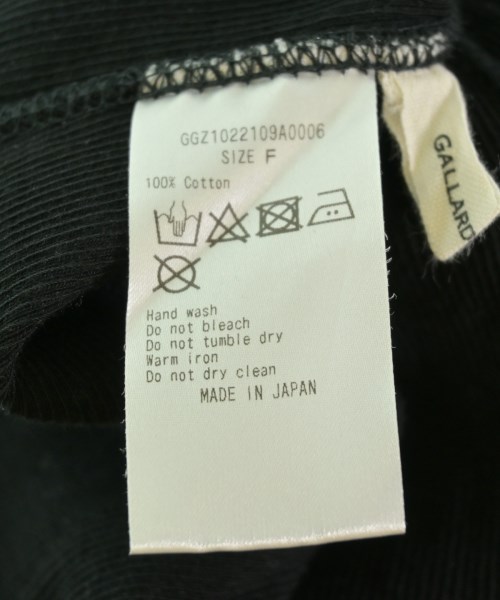 GGZ1022109A0006
SIZE F
100% Cotton
Hand wash
Do not bleach
Do not tumble dry
Warm iron
Do not dry clean
MADE IN JAPAN
GALLARD